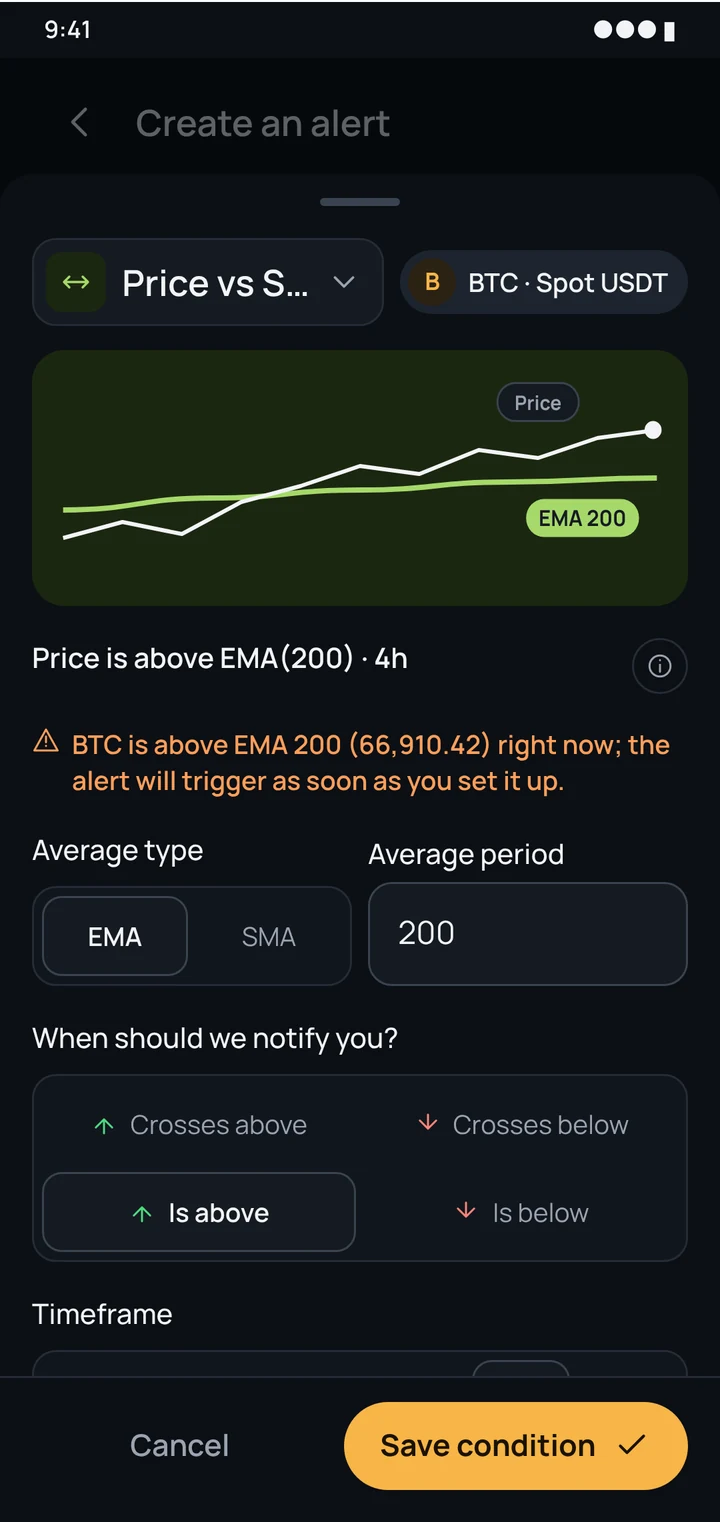 9:41
Create an alert
Price vs S...
B
BTC · Spot USDT
Price
EMA 200
Price is above EMA(200) · 4h
BTC is above EMA 200 (66,910.42) right now; the
alert will trigger as soon as you set it up.
Average type
Average period
EMA
SMA
200
When should we notify you?
Crosses above
Crosses below
Is above
Is below
Timeframe
Cancel
Save condition